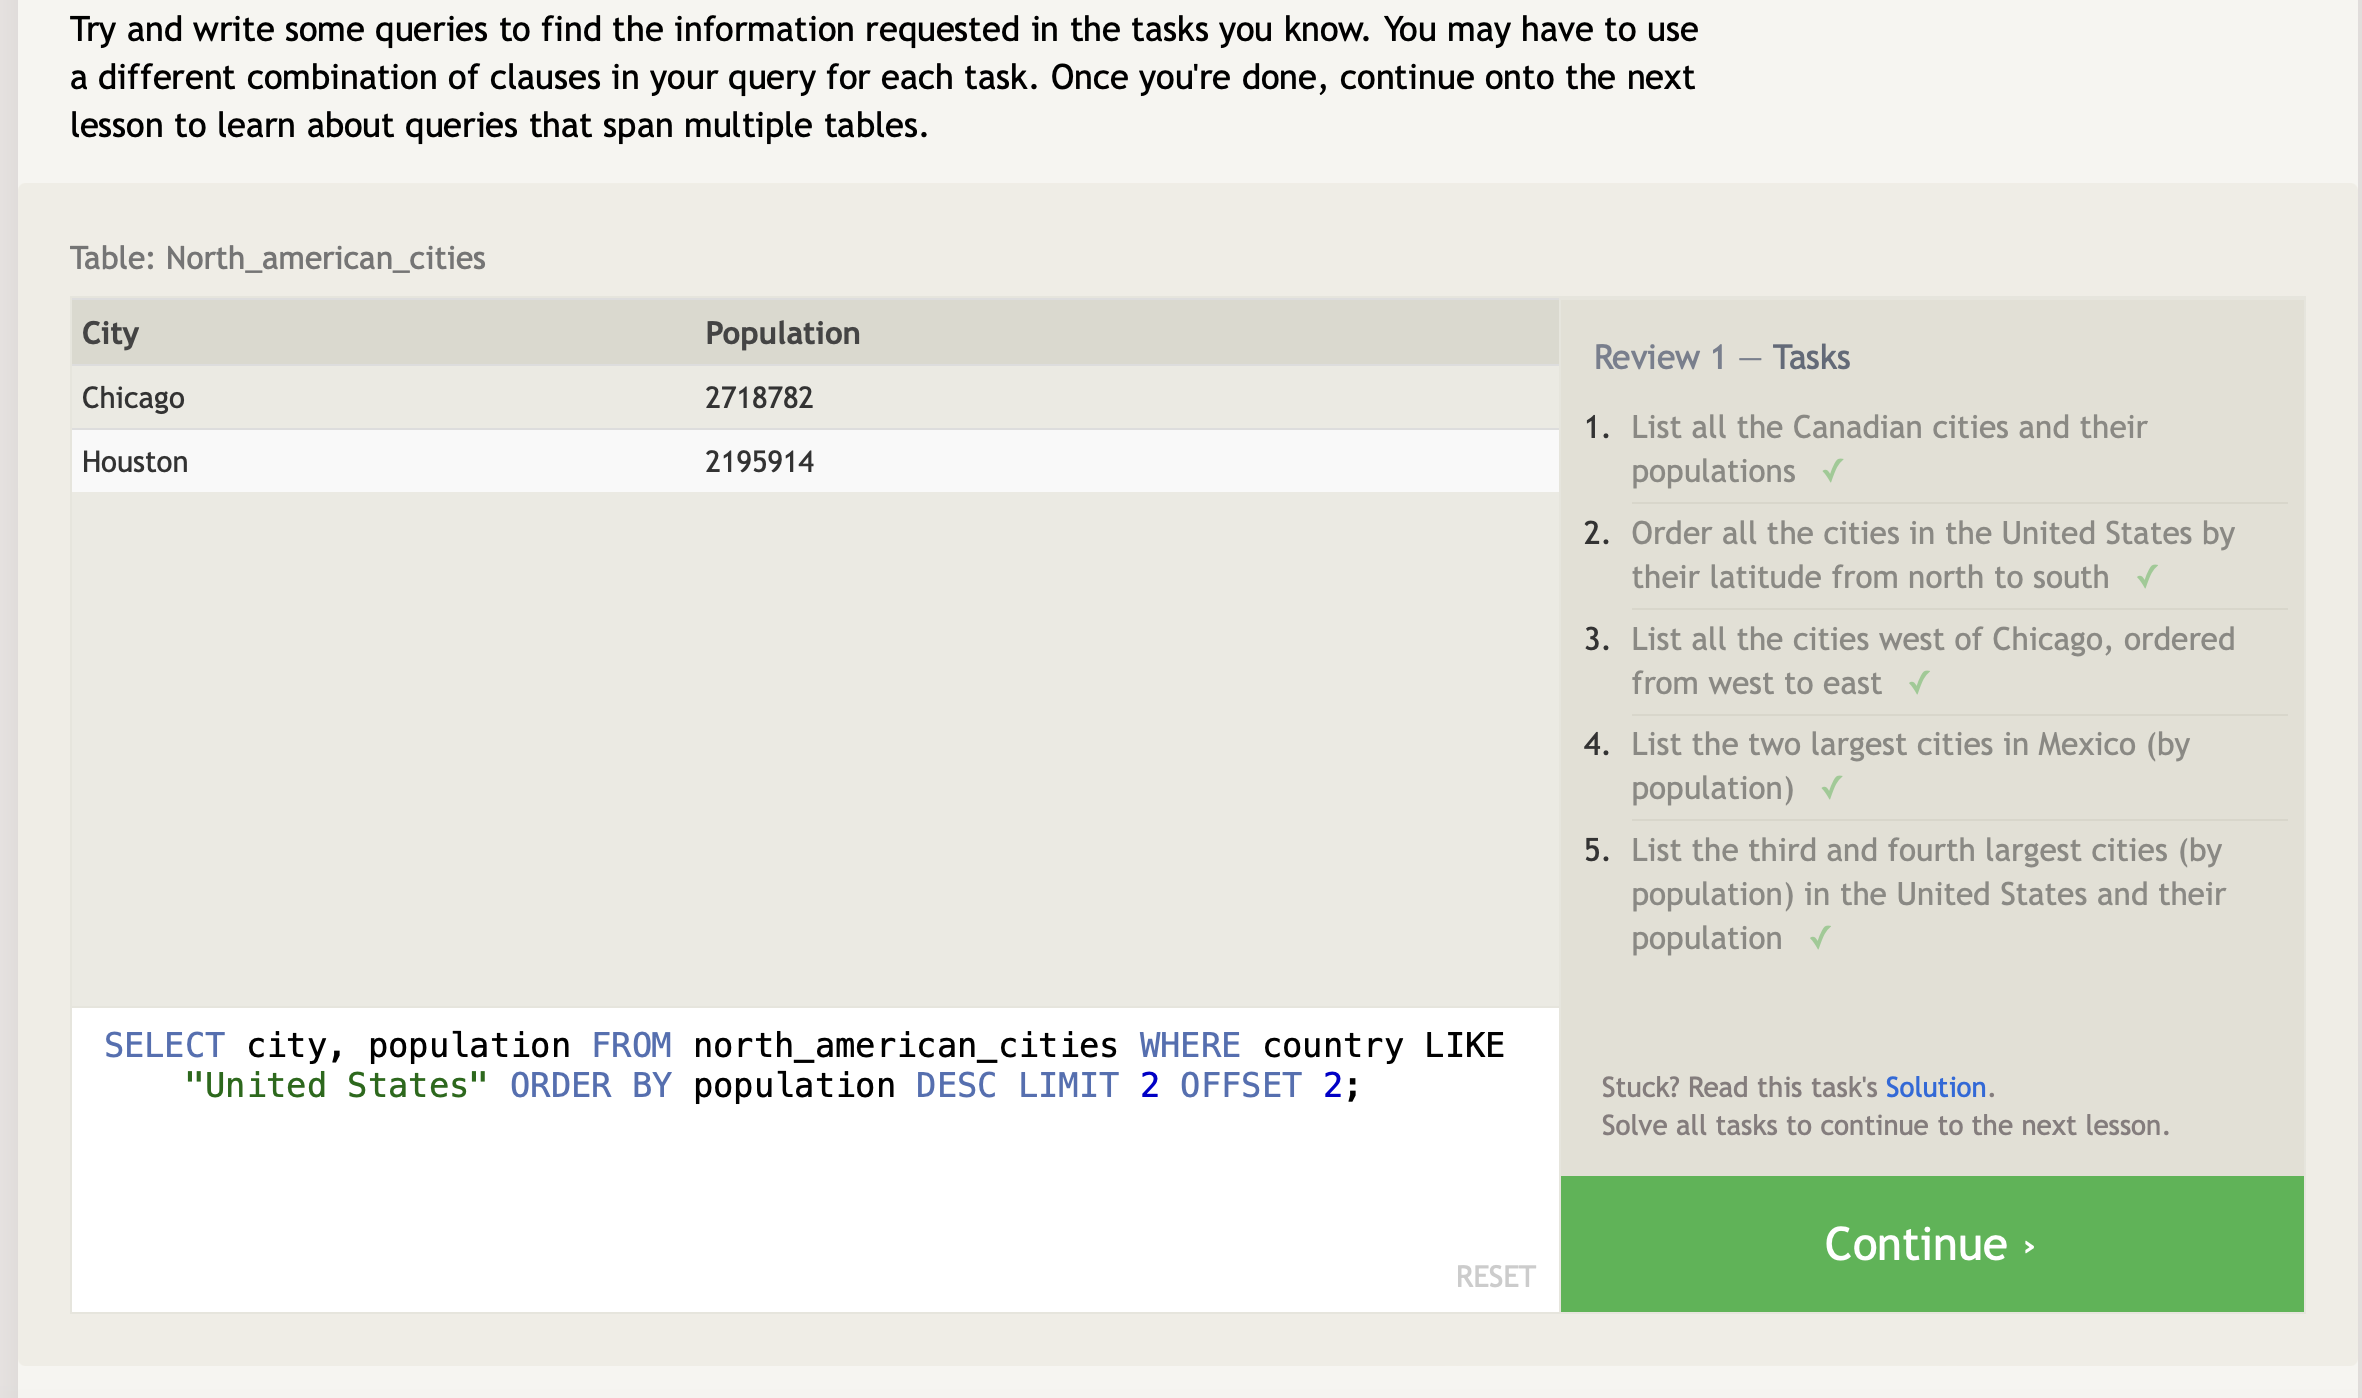 Try and write some queries to find the information requested in the tasks you know. You may have to use
a different combination of clauses in your query for each task. Once you're done, continue onto the next
lesson to learn about queries that span multiple tables.
Table: North_american_cities
City Population
Chicago 2718782
Houston 2195914
SELECT city, population FROM north_american_cities WHERE country LIKE
"United States" ORDER BY population DESC LIMIT 2 OFFSET 2;
RESET
Review 1 — Tasks
1. List all the Canadian cities and their
populations ✓
2. Order all the cities in the United States by
their latitude from north to south ✓
3. List all the cities west of Chicago, ordered
from west to east ✓
4. List the two largest cities in Mexico (by
population) ✓
5. List the third and fourth largest cities (by
population) in the United States and their
population ✓
Stuck? Read this task's Solution.
Solve all tasks to continue to the next lesson.
Continue ›